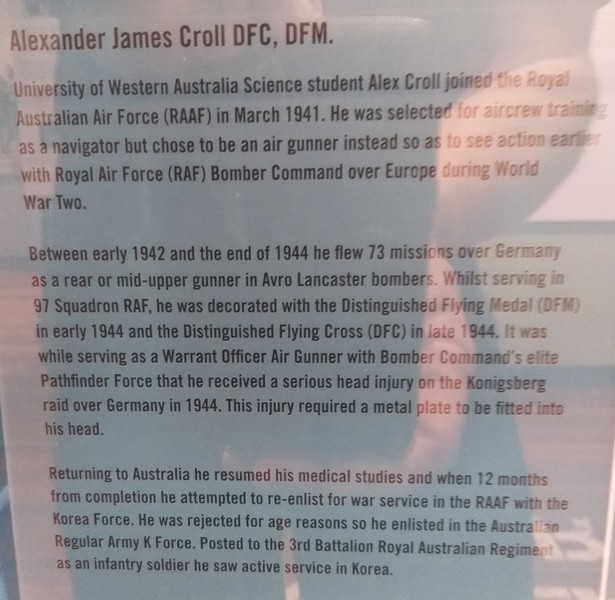 Alexander James Croll DFC, DFM.
University of Western Australia Science student Alex Croll joined the Royal
Australian Air Force (RAAF) in March 1941. He was selected for aircrew training
as a navigator but chose to be an air gunner instead so as to see action earlier
with Royal Air Force (RAF) Bomber Command over Europe during World
War Two.
Between early 1942 and the end of 1944 he flew 73 missions over Germany
as a rear or mid-upper gunner in Avro Lancaster bombers. Whilst serving in
97 Squadron RAF, he was decorated with the Distinguished Flying Medal (DFM)
in early 1944 and the Distinguished Flying Cross (DFC) in late 1944. It was
while serving as a Warrant Officer Air Gunner with Bomber Command's elite
Pathfinder Force that he received a serious head injury on the Konigsberg
raid over Germany in 1944. This injury required a metal plate to be fitted into
his head.
Returning to Australia he resumed his medical studies and when 12 months
from completion he attempted to re-enlist for war service in the RAAF with the
Korea Force. He was rejected for age reasons so he enlisted in the Australian
Regular Army K Force. Posted to the 3rd Battalion Royal Australian Regiment
as an infantry soldier he saw active service in Korea.